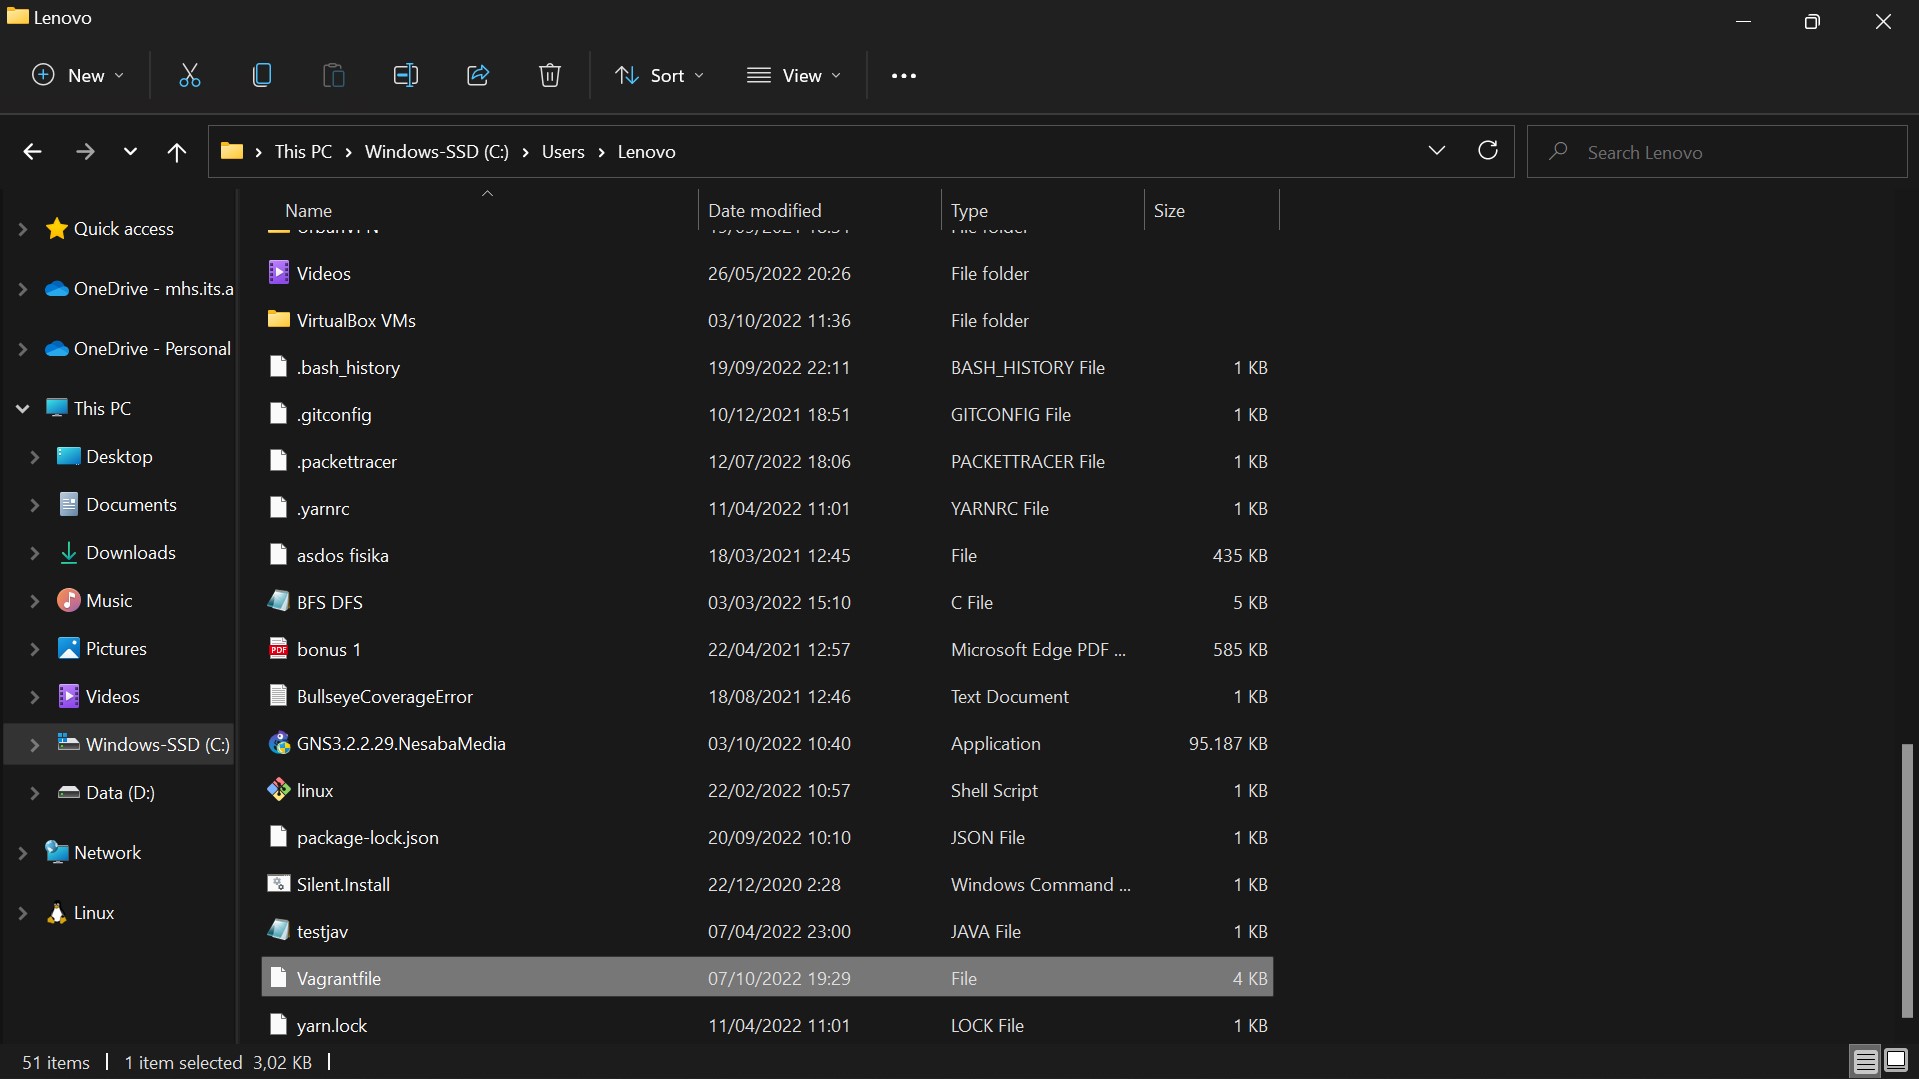 Lenovo
New
Sort
View
This PC > Windows-SSD (C:) > Users > Lenovo
Search Lenovo
Name Date modified Type Size
Quick access
OneDrive - mhs.its.a
OneDrive - Personal
This PC
Desktop
Documents
Downloads
Music
Pictures
Videos
Windows-SSD (C:)
Data (D:)
Network
Linux
Videos 26/05/2022 20:26 File folder
VirtualBox VMs 03/10/2022 11:36 File folder
.bash_history 19/09/2022 22:11 BASH_HISTORY File 1 KB
.gitconfig 10/12/2021 18:51 GITCONFIG File 1 KB
.packettracer 12/07/2022 18:06 PACKETTRACER File 1 KB
.yarnrc 11/04/2022 11:01 YARNRC File 1 KB
asdos fisika 18/03/2021 12:45 File 435 KB
BFS DFS 03/03/2022 15:10 C File 5 KB
bonus 1 22/04/2021 12:57 Microsoft Edge PDF ... 585 KB
BullseyeCoverageError 18/08/2021 12:46 Text Document 1 KB
GNS3.2.2.29.NesabaMedia 03/10/2022 10:40 Application 95.187 KB
linux 22/02/2022 10:57 Shell Script 1 KB
package-lock.json 20/09/2022 10:10 JSON File 1 KB
Silent.Install 22/12/2020 2:28 Windows Command ... 1 KB
testjav 07/04/2022 23:00 JAVA File 1 KB
Vagrantfile 07/10/2022 19:29 File 4 KB
yarn.lock 11/04/2022 11:01 LOCK File 1 KB
51 items 1 item selected 3,02 KB